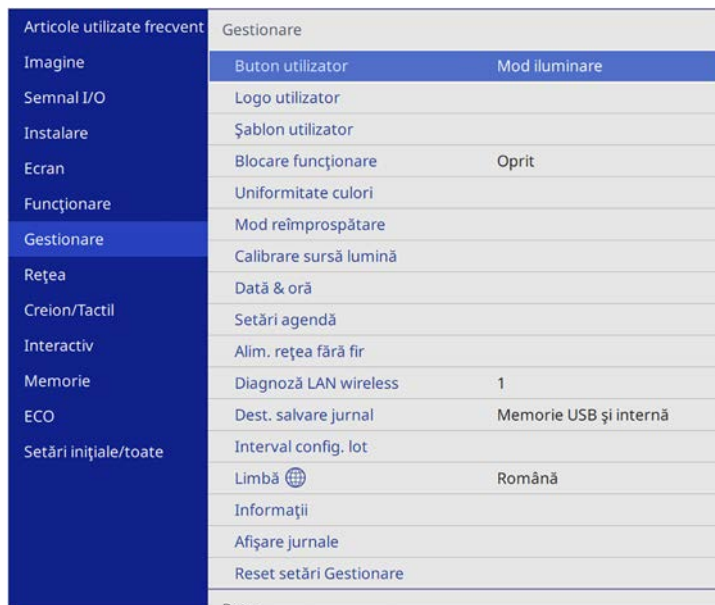 Articole utilizate frecvent
Imagine
Semnal I/O
Instalare
Ecran
Funcţionare
Gestionare
Reţea
Creion/Tactil
Interactiv
Memorie
ECO
Setări iniţiale/toate
Gestionare
Buton utilizator Mod iluminare
Logo utilizator
Şablon utilizator
Blocare funcţionare Oprit
Uniformitate culori
Mod reîmprospătare
Calibrare sursă lumină
Dată & oră
Setări agendă
Alim. reţea fără fir
Diagnoză LAN wireless 1
Dest. salvare jurnal Memorie USB şi internă
Interval config. lot
Limbă Română
Informaţii
Afişare jurnale
Reset setări Gestionare